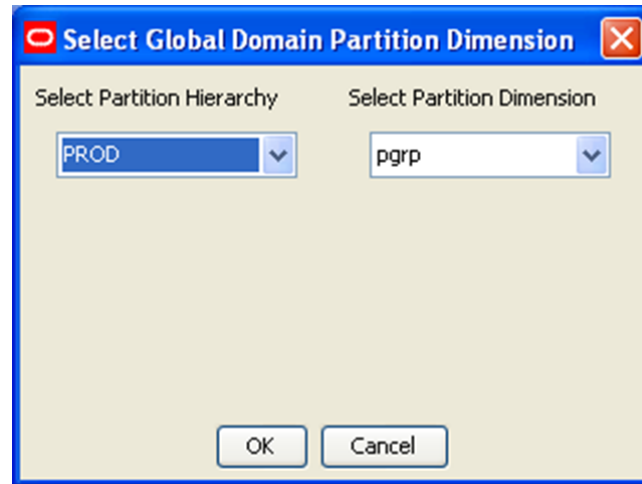 Select Global Domain Partition Dimension
Select Partition Hierarchy Select Partition Dimension
PROD pgrp
OK Cancel